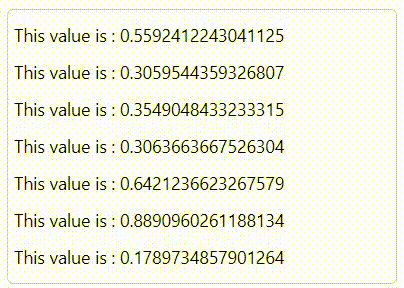 This value is : 0.5592412243041125
This value is : 0.3059544359326807
This value is : 0.3549048433233315
This value is : 0.3063663667526304
This value is : 0.6421236623267579
This value is : 0.8890960261188134
This value is : 0.1789734857901264